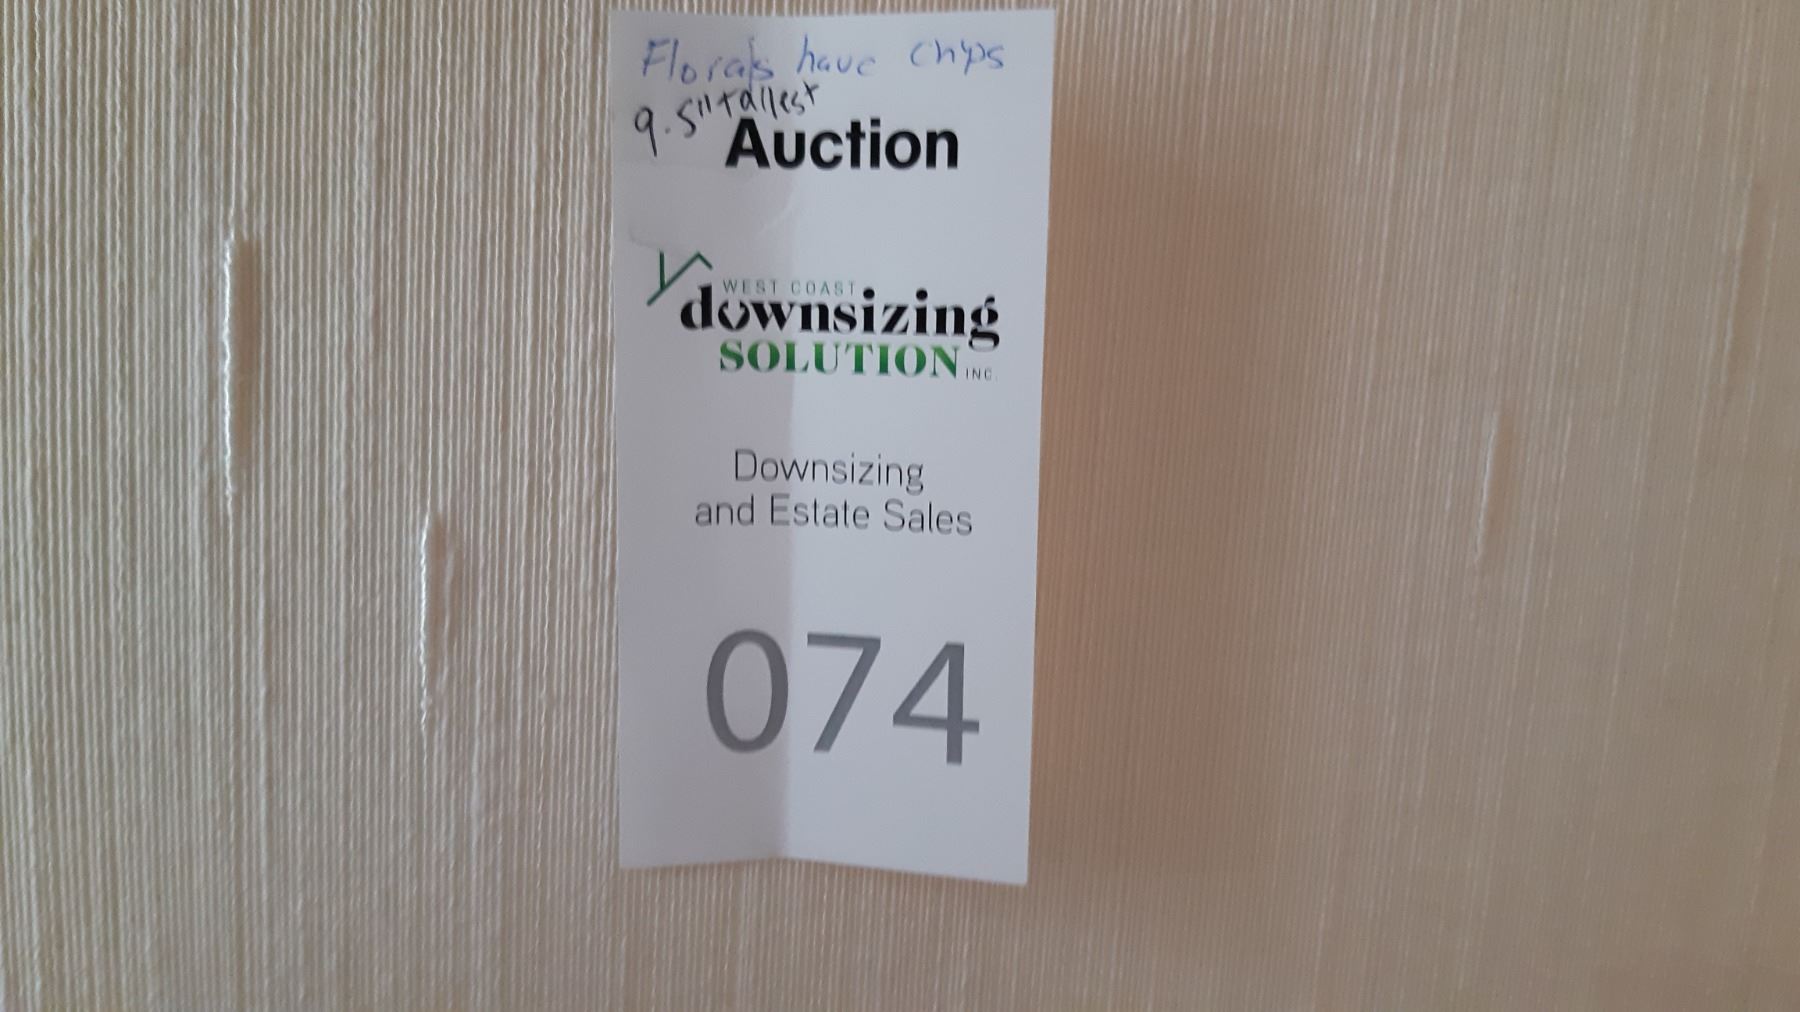 Florals have chips
9.5" tallest
Auction
WEST COAST
downsizing
SOLUTION INC.
Downsizing
and Estate Sales
074